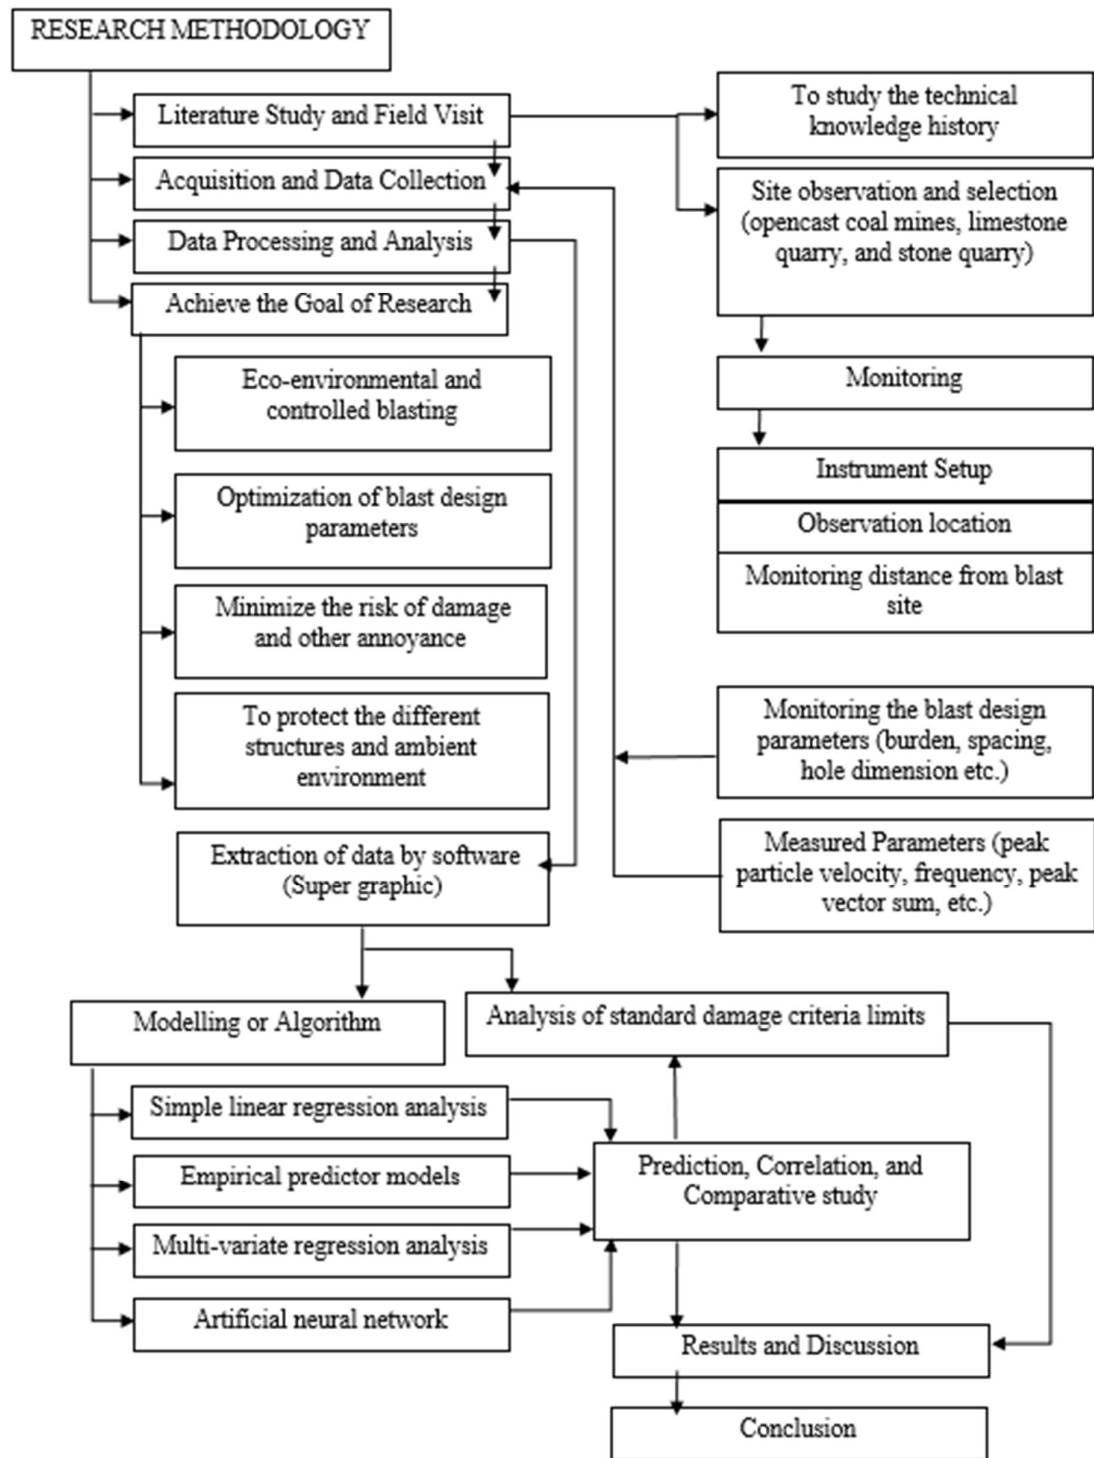 RESEARCH METHODOLOGY
Literature Study and Field Visit
Acquisition and Data Collection
Data Processing and Analysis
Achieve the Goal of Research
Eco-environmental and
controlled blasting
Optimization of blast design
parameters
Minimize the risk of damage
and other annoyance
To protect the different
structures and ambient
environment
Extraction of data by software
(Super graphic)
To study the technical
knowledge history
Site observation and selection
(opencast coal mines, limestone
quarry, and stone quarry)
Monitoring
Instrument Setup
Observation location
Monitoring distance from blast
site
Monitoring the blast design
parameters (burden, spacing,
hole dimension etc.)
Measured Parameters (peak
particle velocity, frequency, peak
vector sum, etc.)
Modelling or Algorithm
Analysis of standard damage criteria limits
Simple linear regression analysis
Empirical predictor models
Multi-variate regression analysis
Artificial neural network
Prediction, Correlation, and
Comparative study
Results and Discussion
Conclusion